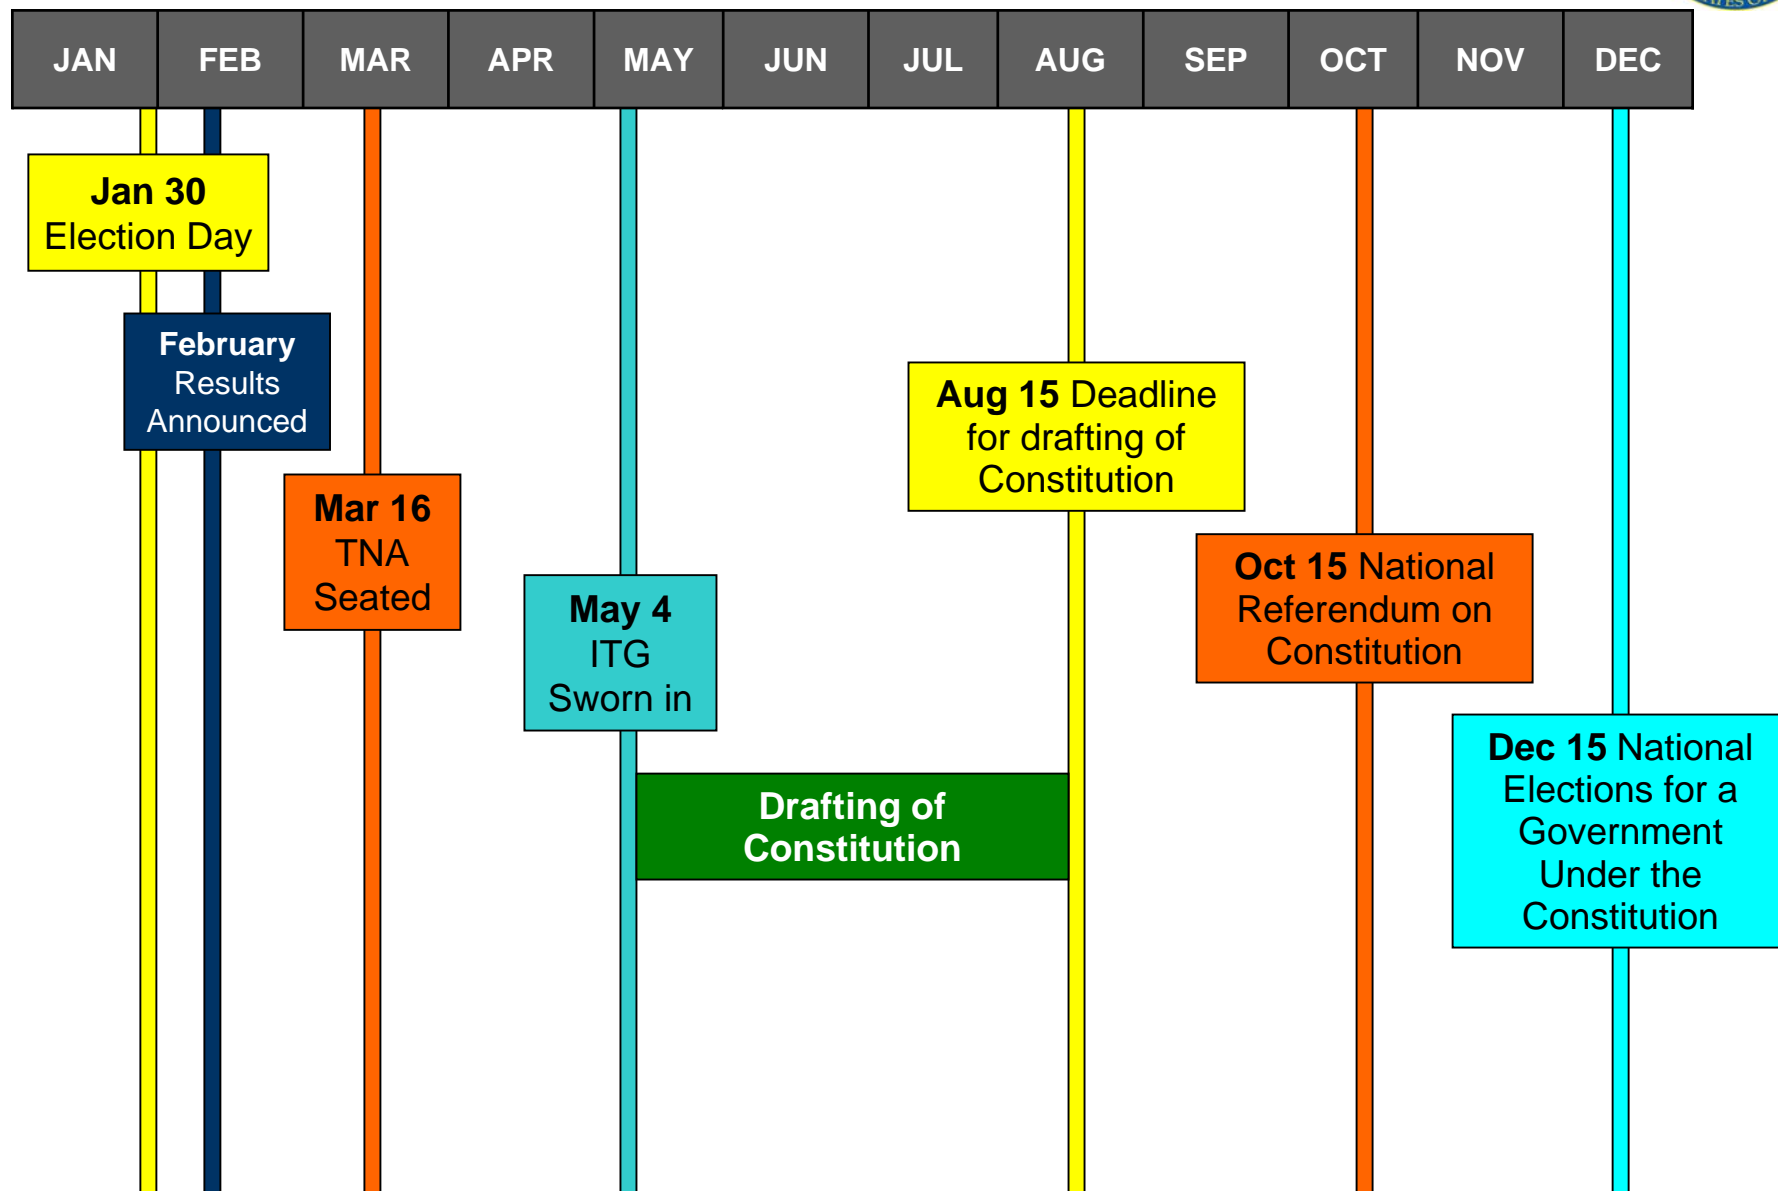 JAN FEB MAR APR MAY JUN JUL AUG SEP OCT NOV DEC
Jan 30
Election Day
February
Results
Announced
Mar 16
TNA
Seated
May 4
ITG
Sworn in
Drafting of
Constitution
Aug 15 Deadline
for drafting of
Constitution
Oct 15 National
Referendum on
Constitution
Dec 15 National
Elections for a
Government
Under the
Constitution